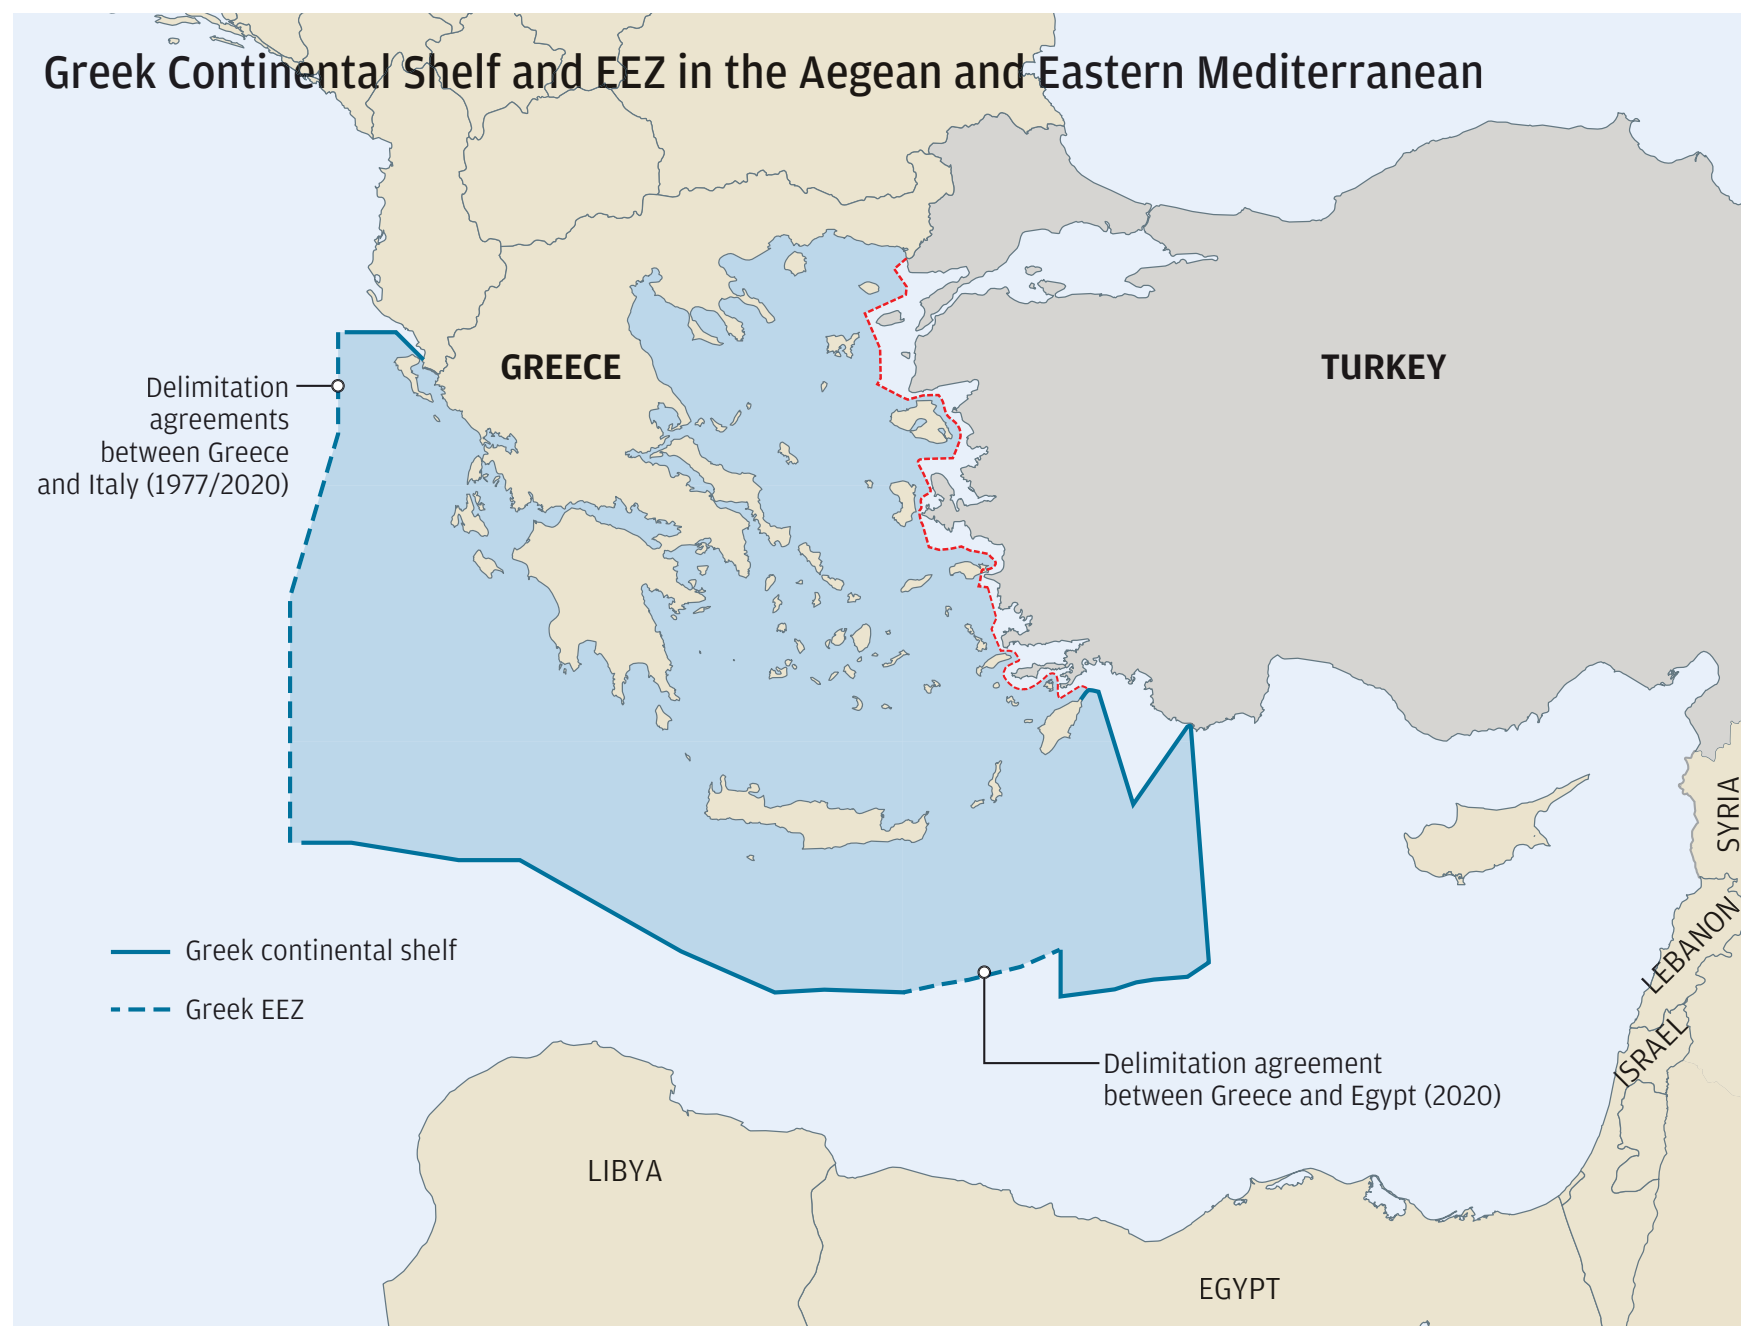 Greek Continental Shelf and EEZ in the Aegean and Eastern Mediterranean
GREECE
TURKEY
Delimitation
agreements
between Greece
and Italy (1977/2020)
SYRIA
LEBANON
ISRAEL
Greek continental shelf
Greek EEZ
Delimitation agreement
between Greece and Egypt (2020)
LIBYA
EGYPT